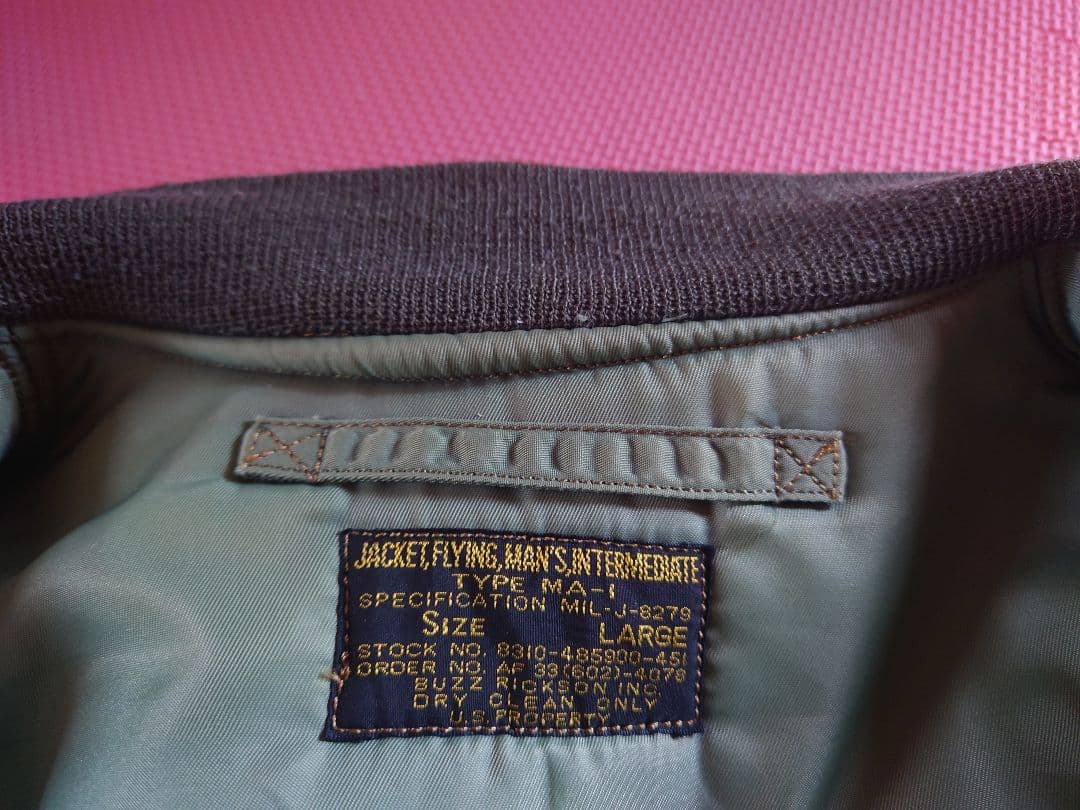 JACKET, FLYING, MAN'S, INTERMEDIATE
TYPE MA-1
SPECIFICATION MIL-J-8279
SIZE LARGE
STOCK NO. 8310-485900-451
ORDER NO. AF 33(602)-4078
BUZZ RICKSON INC.
DRY CLEAN ONLY
U.S. PROPERTY